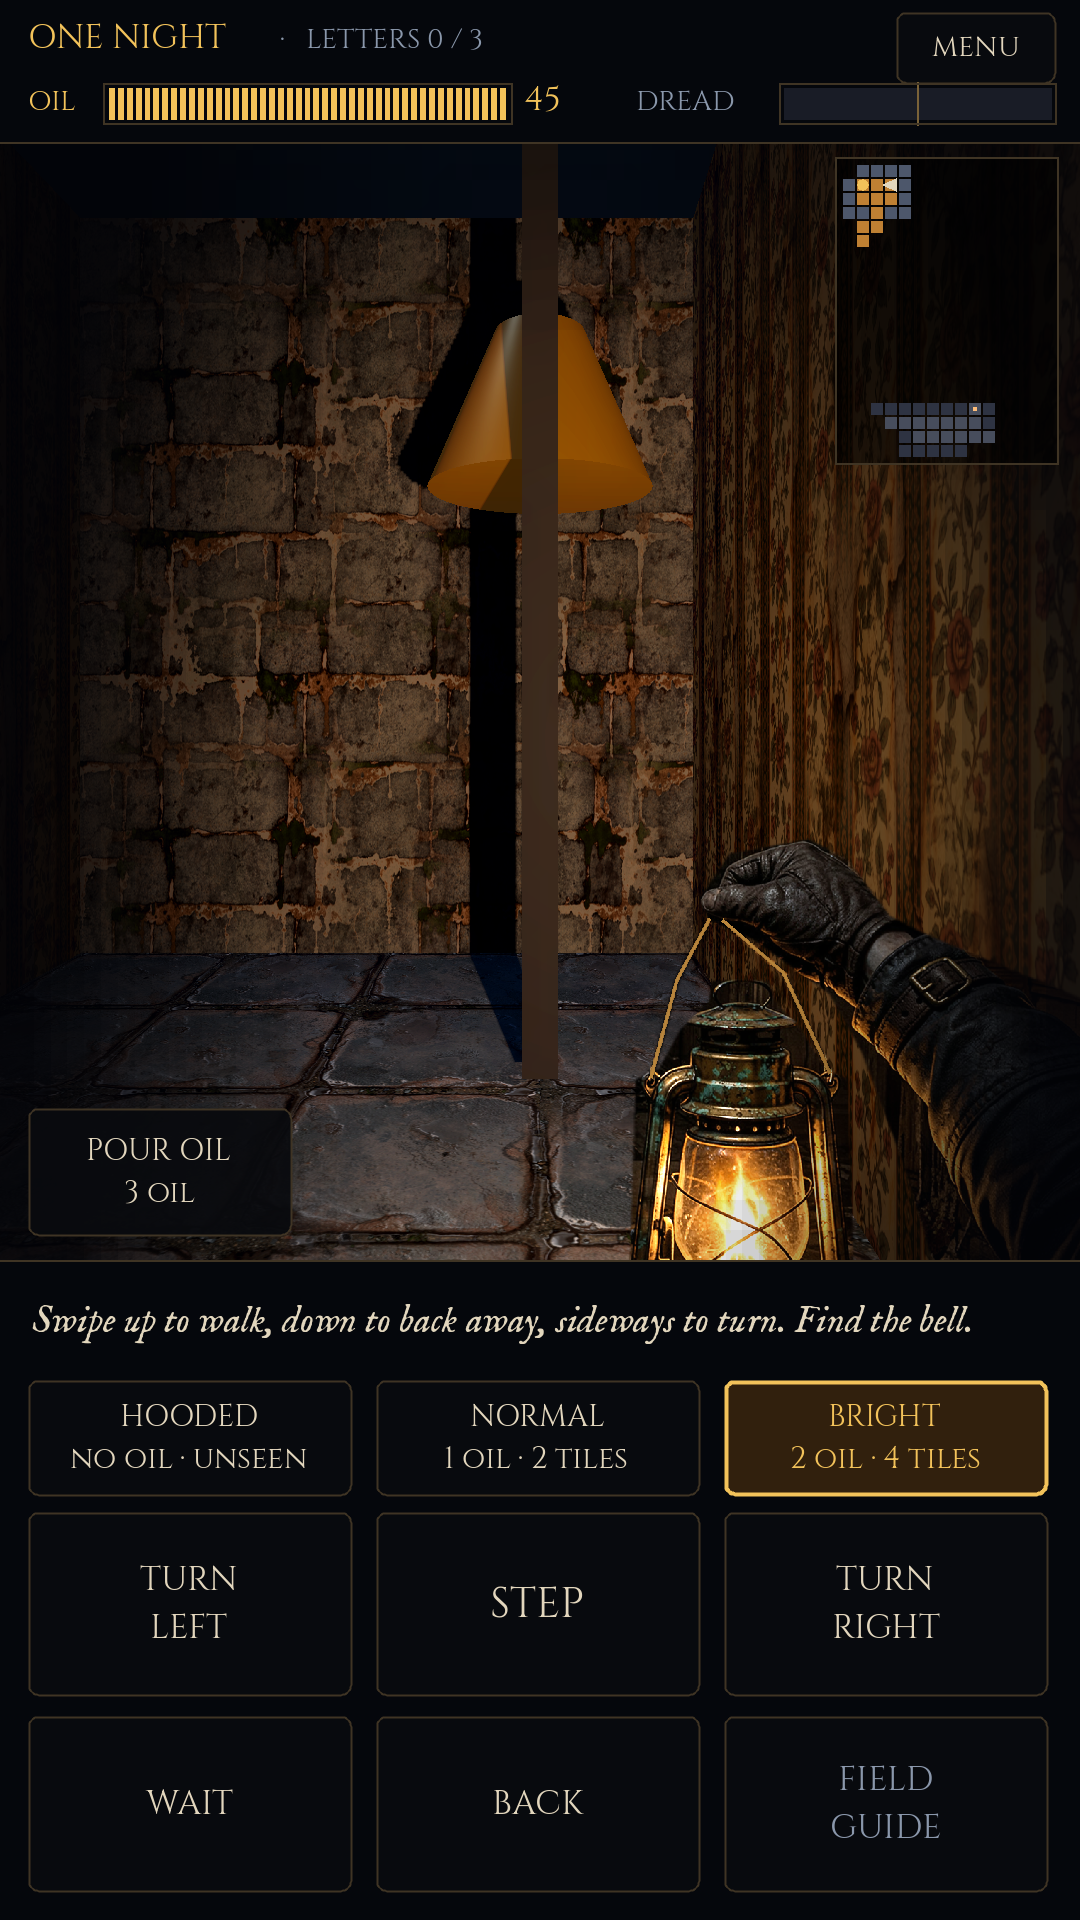 ONE NIGHT · LETTERS 0 / 3
MENU
OIL 45 DREAD
POUR OIL
3 OIL
Swipe up to walk, down to back away, sideways to turn. Find the bell.
HOODED
NO OIL · UNSEEN
NORMAL
1 OIL · 2 TILES
BRIGHT
2 OIL · 4 TILES
TURN
LEFT
STEP
TURN
RIGHT
WAIT
BACK
FIELD
GUIDE